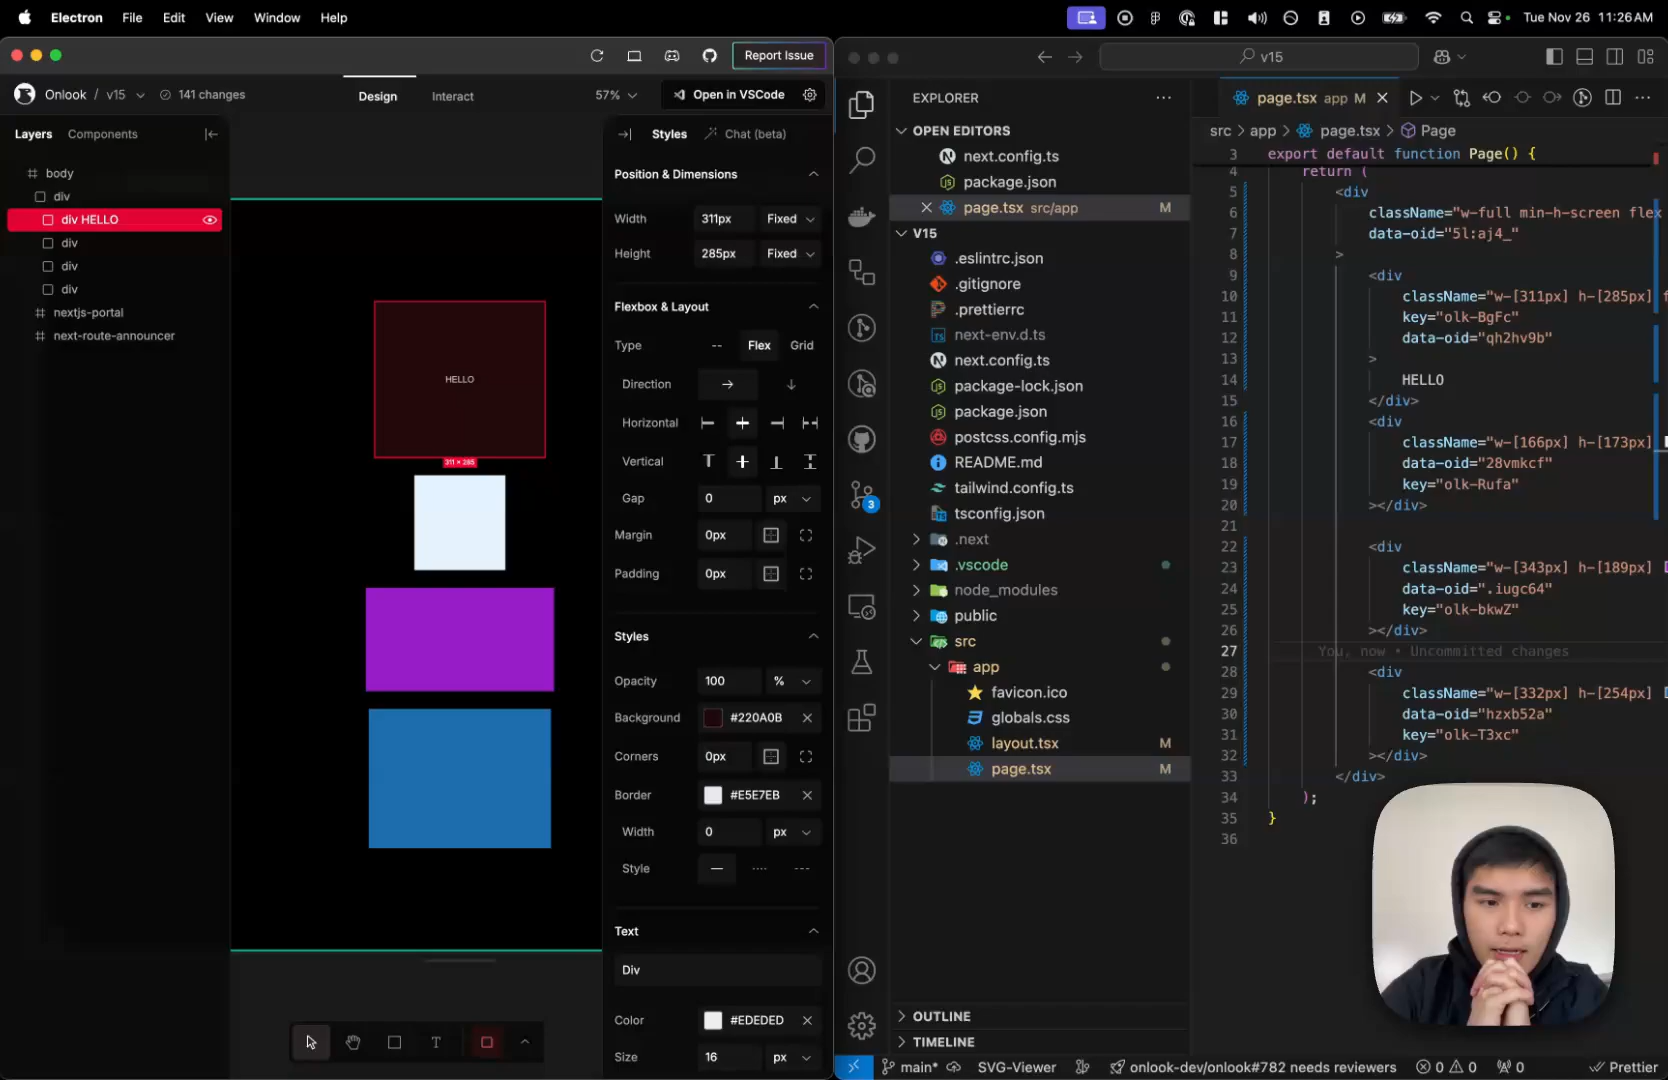 Electron File Edit View Window Help
Tue Nov 26 11:26 AM
Report Issue
Onlook / v15 141 changes
Design Interact
57% Open in VSCode
Layers Components
body
div
div HELLO
div
div
div
nextjs-portal
next-route-announcer
HELLO
311 × 285
Styles Chat (beta)
Position & Dimensions
Width 311px Fixed
Height 285px Fixed
Flexbox & Layout
Type -- Flex Grid
Direction
Horizontal
Vertical
Gap 0 px
Margin 0px
Padding 0px
Styles
Opacity 100 %
Background #220A0B
Corners 0px
Border #E5E7EB
Width 0 px
Style
Text
Div
Color #EDEDED
Size 16 px
v15
EXPLORER
OPEN EDITORS
next.config.ts
package.json
page.tsx src/app M
V15
.eslintrc.json
.gitignore
.prettierrc
next-env.d.ts
next.config.ts
package-lock.json
package.json
postcss.config.mjs
README.md
tailwind.config.ts
tsconfig.json
.next
.vscode
node_modules
public
src
app
favicon.ico
globals.css
layout.tsx M
page.tsx M
OUTLINE
TIMELINE
3
page.tsx app M
src > app > page.tsx > Page
3 export default function Page() {
4 return (
5 <div
6 className="w-full min-h-screen flex
7 data-oid="5l:aj4_"
8 >
9 <div
10 className="w-[311px] h-[285px] f
11 key="olk-BgFc"
12 data-oid="qh2hv9b"
13 >
14 HELLO
15 </div>
16 <div
17 className="w-[166px] h-[173px]
18 data-oid="28vmkcf"
19 key="olk-Rufa"
20 ></div>
21
22 <div
23 className="w-[343px] h-[189px]
24 data-oid=".iugc64"
25 key="olk-bkwZ"
26 ></div>
27 You, now • Uncommitted changes
28 <div
29 className="w-[332px] h-[254px]
30 data-oid="hzxb52a"
31 key="olk-T3xc"
32 ></div>
33 </div>
34 );
35 }
36
main* SVG-Viewer onlook-dev/onlook#782 needs reviewers 0 0 0 Prettier